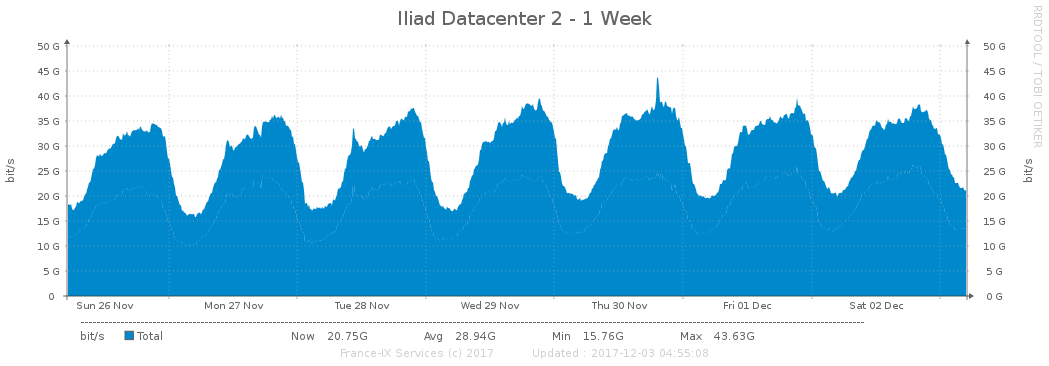 Iliad Datacenter 2 - 1 Week
RRDTOOL / TOBI OETIKER
50 G 50 G
45 G 45 G
40 G 40 G
35 G 35 G
30 G 30 G
25 G 25 G
20 G 20 G
15 G 15 G
10 G 10 G
5 G 5 G
0 0 G
bit/s
bit/s
Sun 26 Nov Mon 27 Nov Tue 28 Nov Wed 29 Nov Thu 30 Nov Fri 01 Dec Sat 02 Dec
bit/s Total Now 20.75G Avg 28.94G Min 15.76G Max 43.63G
France-IX Services (c) 2017 Updated : 2017-12-03 04:55:08